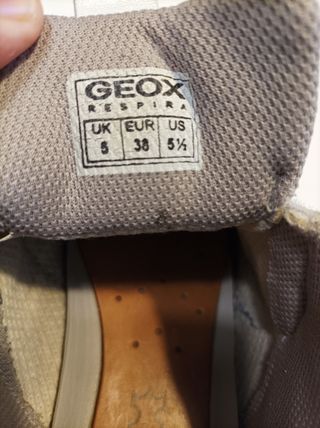 GEOX
RESPIRA
UK EUR US
5 38 5½